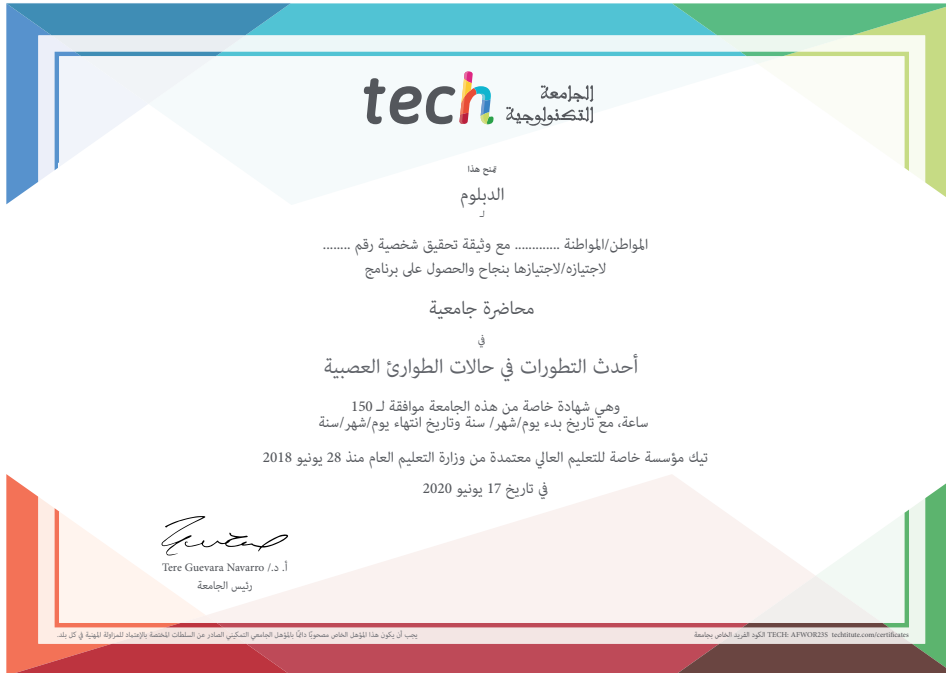 tech الجامعة
التكنولوجية
تمنح هذا
الدبلوم
لـ
المواطن/المواطنة ............. مع وثيقة تحقيق شخصية رقم ........
لاجتيازه/لاجتيازها بنجاح والحصول على برنامج
محاضرة جامعية
في
أحدث التطورات في حالات الطوارئ العصبية
وهي شهادة خاصة من هذه الجامعة موافقة لـ 150
ساعة، مع تاريخ بدء يوم/شهر/ سنة وتاريخ انتهاء يوم/شهر/سنة
تيك مؤسسة خاصة للتعليم العالي معتمدة من وزارة التعليم العام منذ 28 يونيو 2018
في تاريخ 17 يونيو 2020
أ. د./ Tere Guevara Navarro
رئيس الجامعة
يجب أن يكون هذا المؤهل الخاص مصحوبًا دائمًا بالمؤهل الجامعي التمكيني الصادر عن السلطات المختصة بالإعتماد للمزاولة المهنية في كل بلد.
الكود الفريد الخاص بجامعة TECH: AFWOR23S techtitute.com/certificates